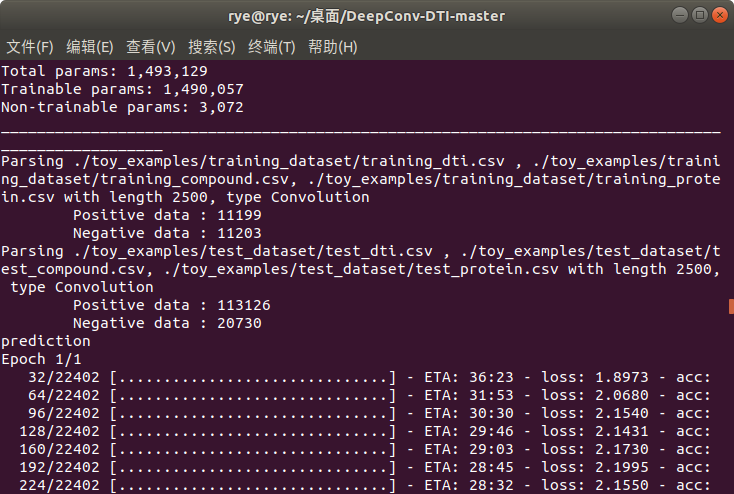 rye@rye: ~/桌面/DeepConv-DTI-master
文件(F) 编辑(E) 查看(V) 搜索(S) 终端(T) 帮助(H)
Total params: 1,493,129
Trainable params: 1,490,057
Non-trainable params: 3,072
________________________________________________________________________________
__________________
Parsing ./toy_examples/training_dataset/training_dti.csv , ./toy_examples/traini
ng_dataset/training_compound.csv, ./toy_examples/training_dataset/training_prote
in.csv with length 2500, type Convolution
        Positive data : 11199
        Negative data : 11203
Parsing ./toy_examples/test_dataset/test_dti.csv , ./toy_examples/test_dataset/t
est_compound.csv, ./toy_examples/test_dataset/test_protein.csv with length 2500,
 type Convolution
        Positive data : 113126
        Negative data : 20730
prediction
Epoch 1/1
   32/22402 [..............................] - ETA: 36:23 - loss: 1.8973 - acc:
   64/22402 [..............................] - ETA: 31:53 - loss: 2.0680 - acc:
   96/22402 [..............................] - ETA: 30:30 - loss: 2.1540 - acc:
  128/22402 [..............................] - ETA: 29:46 - loss: 2.1431 - acc:
  160/22402 [..............................] - ETA: 29:03 - loss: 2.1730 - acc:
  192/22402 [..............................] - ETA: 28:45 - loss: 2.1995 - acc:
  224/22402 [..............................] - ETA: 28:32 - loss: 2.1550 - acc: